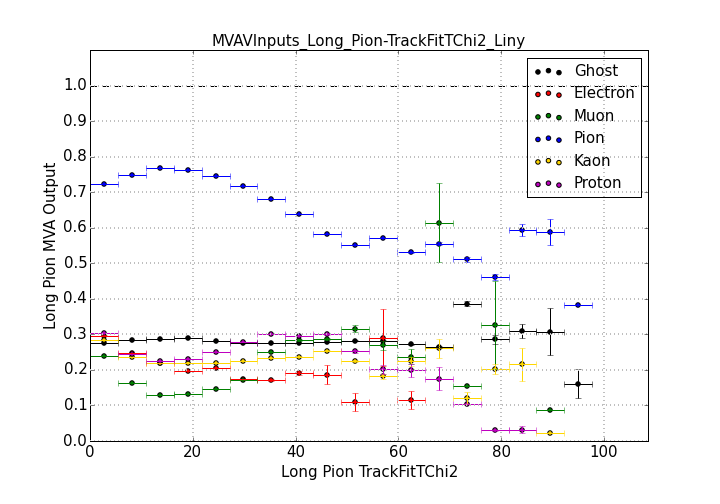 MVAVInputs_Long_Pion-TrackFitTChi2_Liny
Ghost
Electron
Muon
Pion
Kaon
Proton
1.0
0.9
0.8
0.7
0.6
0.5
0.4
0.3
0.2
0.1
0.0
Long Pion MVA Output
0 20 40 60 80 100
Long Pion TrackFitTChi2